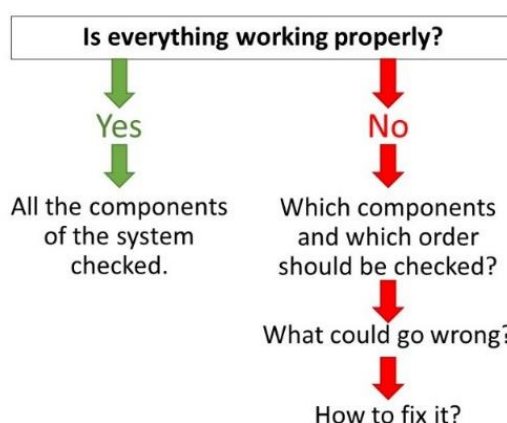 Is everything working properly?
Yes
No
All the components
of the system
checked.
Which components
and which order
should be checked?
What could go wrong?
How to fix it?